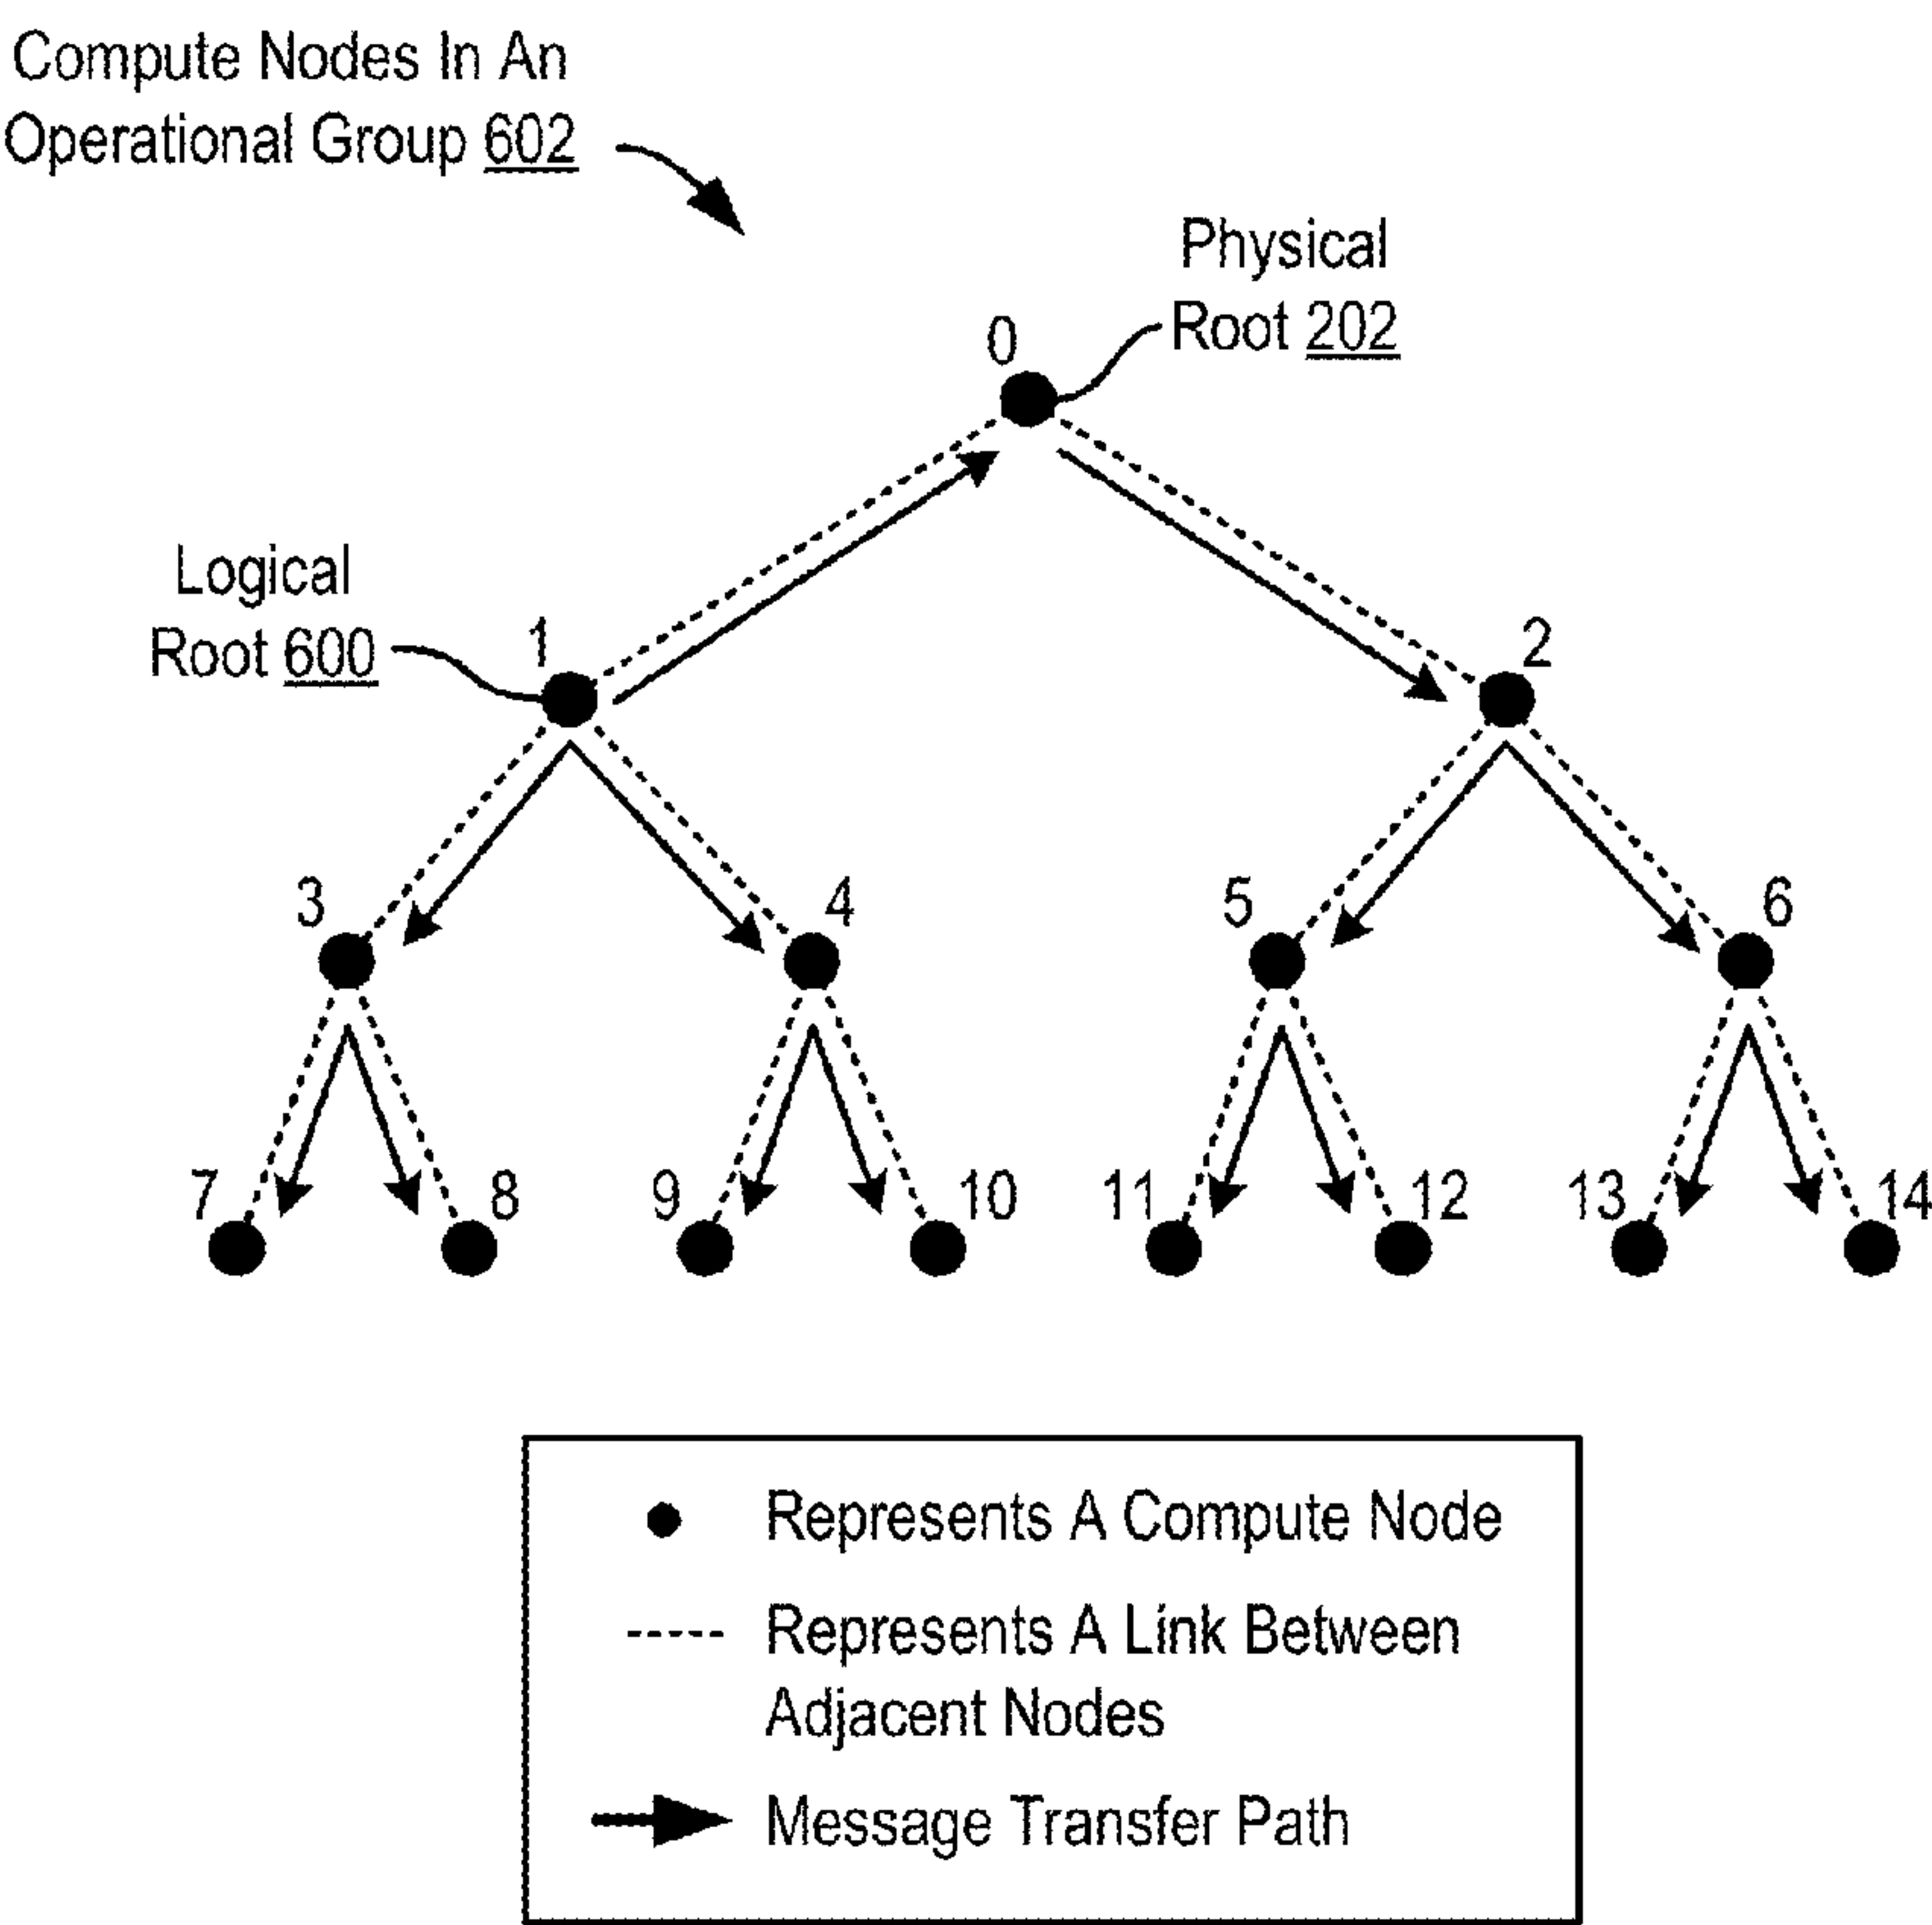 Compute Nodes In An
Operational Group 602
Physical
Root 202
0
Logical
Root 600
1
2
3
4
5
6
7
8
9
10
11
12
13
14
Represents A Compute Node
Represents A Link Between
Adjacent Nodes
Message Transfer Path